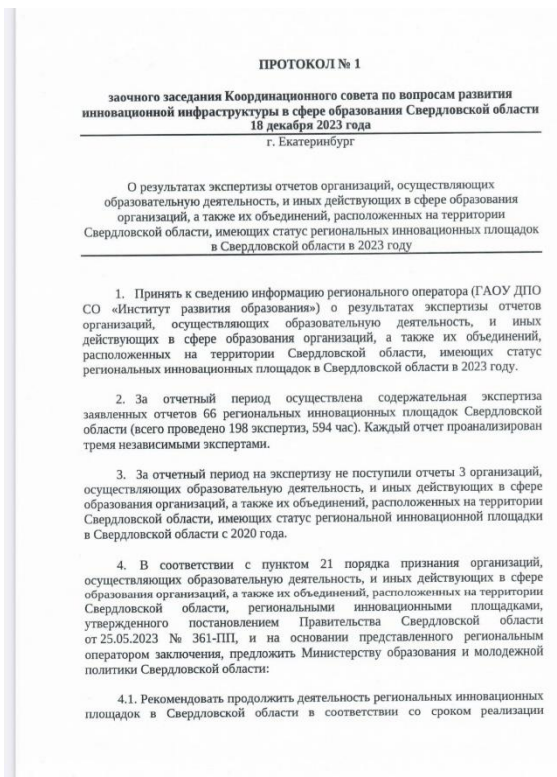 ПРОТОКОЛ № 1
заочного заседания Координационного совета по вопросам развития
инновационной инфраструктуры в сфере образования Свердловской области
18 декабря 2023 года
г. Екатеринбург
О результатах экспертизы отчетов организаций, осуществляющих
образовательную деятельность, и иных действующих в сфере образования
организаций, а также их объединений, расположенных на территории
Свердловской области, имеющих статус региональных инновационных площадок
в Свердловской области в 2023 году
1. Принять к сведению информацию регионального оператора (ГАОУ ДПО
СО «Институт развития образования») о результатах экспертизы отчетов
организаций, осуществляющих образовательную деятельность, и иных
действующих в сфере образования организаций, а также их объединений,
расположенных на территории Свердловской области, имеющих статус
региональных инновационных площадок в Свердловской области в 2023 году.
2. За отчетный период осуществлена содержательная экспертиза
заявленных отчетов 66 региональных инновационных площадок Свердловской
области (всего проведено 198 экспертиз, 594 час). Каждый отчет проанализирован
тремя независимыми экспертами.
3. За отчетный период на экспертизу не поступили отчеты 3 организаций,
осуществляющих образовательную деятельность, и иных действующих в сфере
образования организаций, а также их объединений, расположенных на территории
Свердловской области, имеющих статус региональной инновационной площадки
в Свердловской области с 2020 года.
4. В соответствии с пунктом 21 порядка признания организаций,
осуществляющих образовательную деятельность, и иных действующих в сфере
образования организаций, а также их объединений, расположенных на территории
Свердловской области, региональными инновационными площадками,
утвержденного постановлением Правительства Свердловской области
от 25.05.2023 № 361-ПП, и на основании представленного региональным
оператором заключения, предложить Министерству образования и молодежной
политики Свердловской области:
4.1. Рекомендовать продолжить деятельность региональных инновационных
площадок в Свердловской области в соответствии со сроком реализации